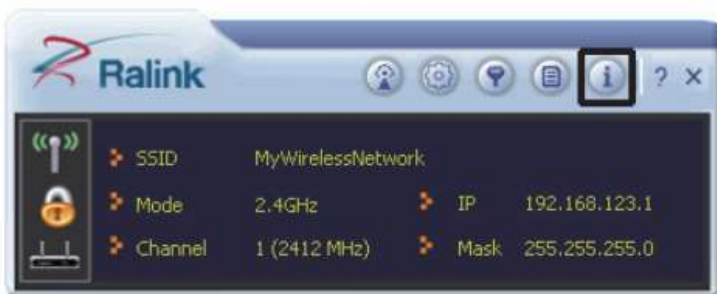 Ralink
i ? ×
SSID MyWirelessNetwork
Mode 2.4GHz IP 192.168.123.1
Channel 1 (2412 MHz) Mask 255.255.255.0